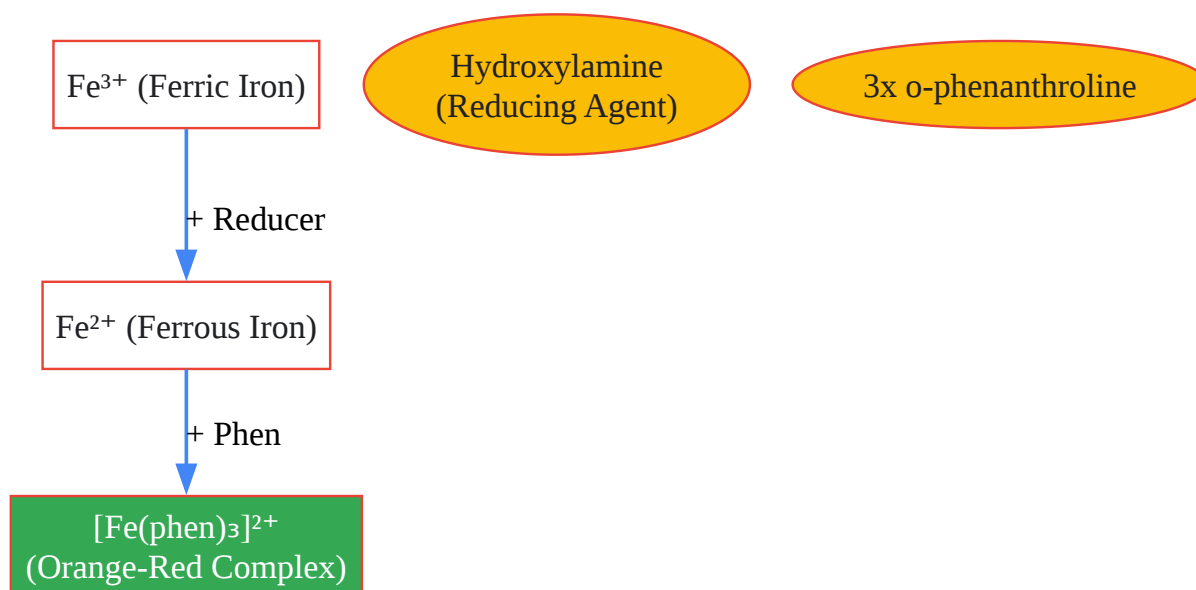 Fe³⁺ (Ferric Iron)
Hydroxylamine
(Reducing Agent)
3x o-phenanthroline
+ Reducer
Fe²⁺ (Ferrous Iron)
+ Phen
[Fe(phen)₃]²⁺
(Orange-Red Complex)